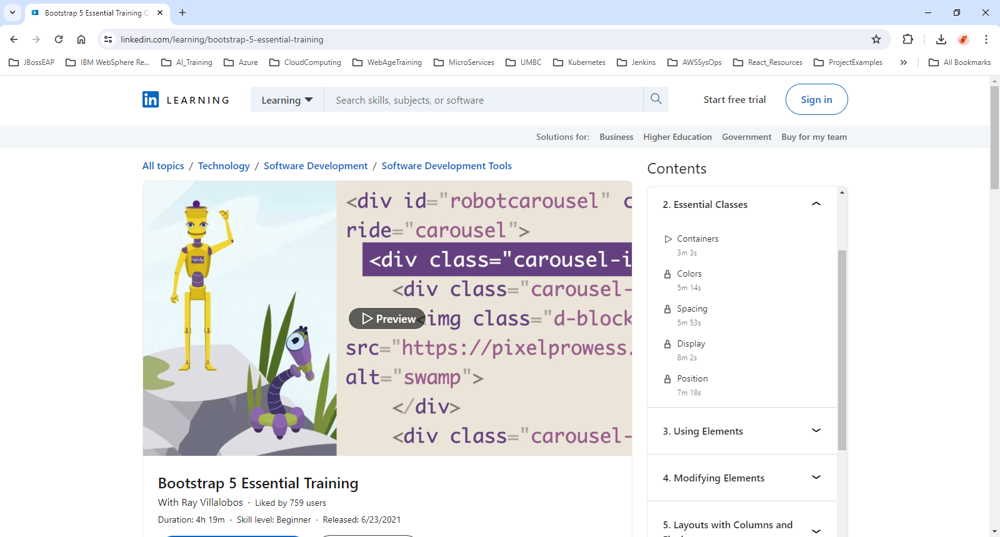 Bootstrap 5 Essential Training
linkedin.com/learning/bootstrap-5-essential-training
JBossEAP IBM WebSphere Re... AI_Training Azure CloudComputing WebAgeTraining MicroServices UMBC Kubernetes Jenkins AWSSysOps React_Resources ProjectExamples » All Bookmarks
in LEARNING Learning Search skills, subjects, or software Start free trial Sign in
Solutions for: Business Higher Education Government Buy for my team
All topics / Technology / Software Development / Software Development Tools
<div id="robotcarousel" c
ride="carousel">
<div class="carousel-i
<div class="carousel-
Preview <img class="d-block
src="https://pixelprowess.
alt="swamp">
</div>
<div class="carousel-
Bootstrap 5 Essential Training
With Ray Villalobos · Liked by 759 users
Duration: 4h 19m · Skill level: Beginner · Released: 6/23/2021
Contents
2. Essential Classes
Containers
3m 3s
Colors
5m 14s
Spacing
5m 53s
Display
8m 2s
Position
7m 18s
3. Using Elements
4. Modifying Elements
5. Layouts with Columns and